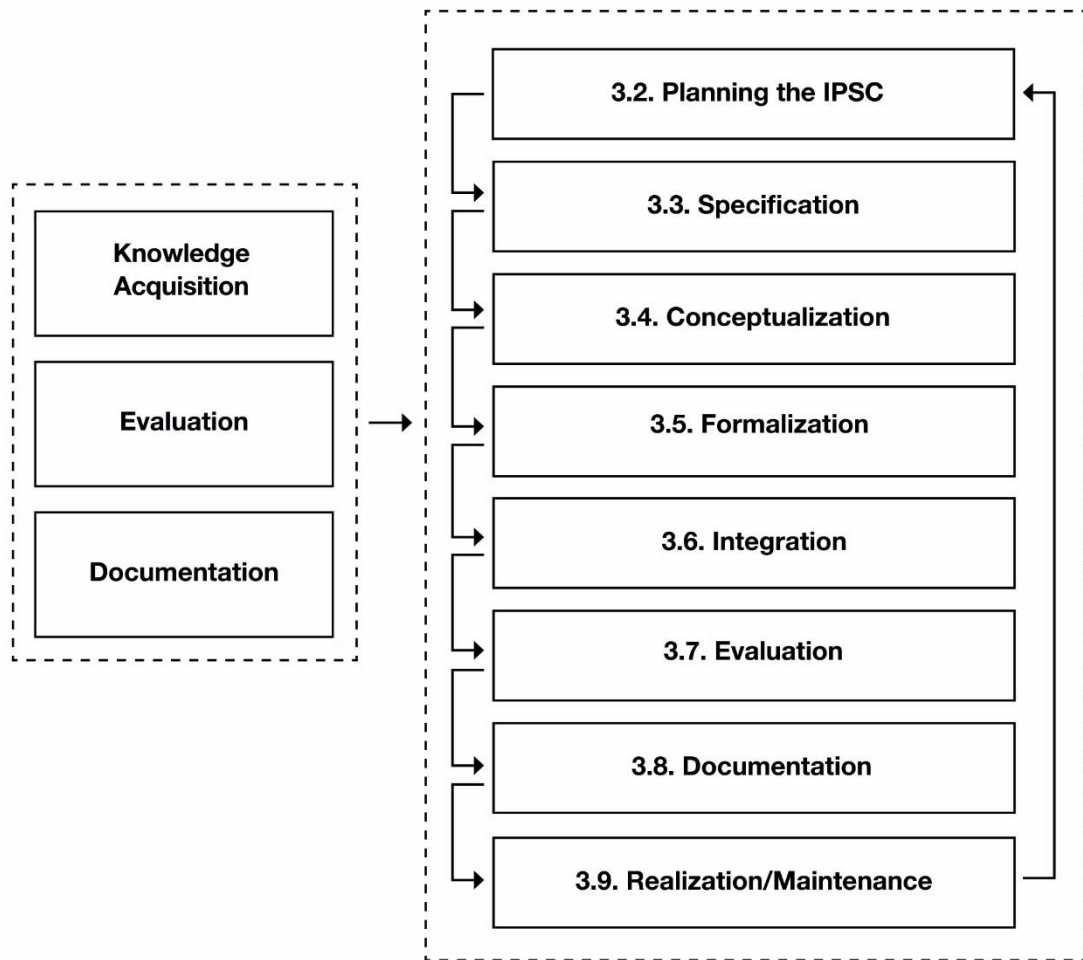 Knowledge
Acquisition
Evaluation
Documentation
3.2. Planning the IPSC
3.3. Specification
3.4. Conceptualization
3.5. Formalization
3.6. Integration
3.7. Evaluation
3.8. Documentation
3.9. Realization/Maintenance